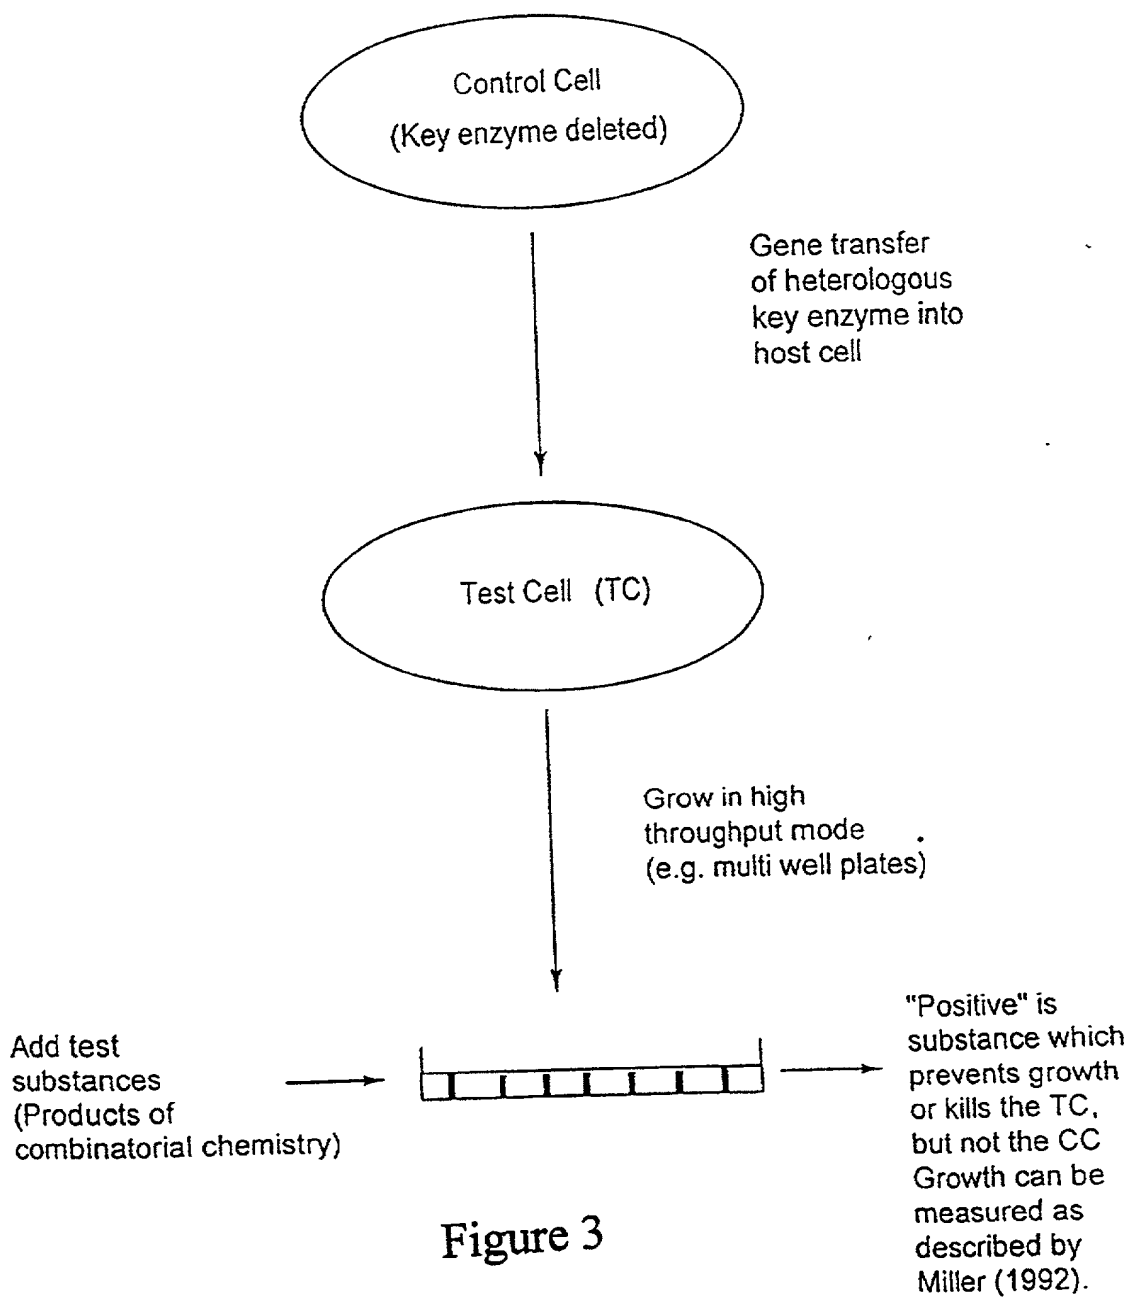 Control Cell
(Key enzyme deleted)
Gene transfer
of heterologous
key enzyme into
host cell
Test Cell (TC)
Grow in high
throughput mode
(e.g. multi well plates)
Add test
substances
(Products of
combinatorial chemistry)
"Positive" is
substance which
prevents growth
or kills the TC,
but not the CC
Growth can be
measured as
described by
Miller (1992).
Figure 3